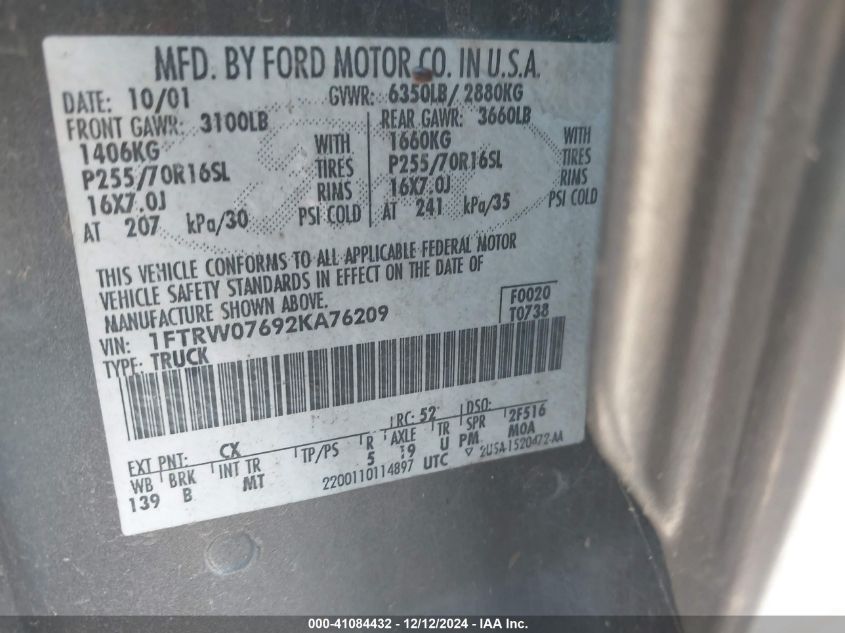 MFD. BY FORD MOTOR CO. IN U.S.A.
DATE: 10/01 GVWR: 6350LB/ 2880KG
FRONT GAWR: 3100LB REAR GAWR: 3660LB
1406KG WITH 1660KG WITH
P255/70R16SL TIRES P255/70R16SL TIRES
16X7.0J RIMS 16X7.0J RIMS
AT 207 kPa/30 PSI COLD AT 241 kPa/35 PSI COLD
THIS VEHICLE CONFORMS TO ALL APPLICABLE FEDERAL MOTOR
VEHICLE SAFETY STANDARDS IN EFFECT ON THE DATE OF
MANUFACTURE SHOWN ABOVE.
F0020
VIN: 1FTRW07692KA76209 T0738
TYPE: TRUCK
EXT PNT: CX RC: 52 DSO:
WB BRK INT TR TP/PS R AXLE TR SPR 2F516
139 B MT 5 19 U PM MOA
2200110114897 UTC ▽ 2USA-1520472-AA
000-41084432 - 12/12/2024 - IAA Inc.